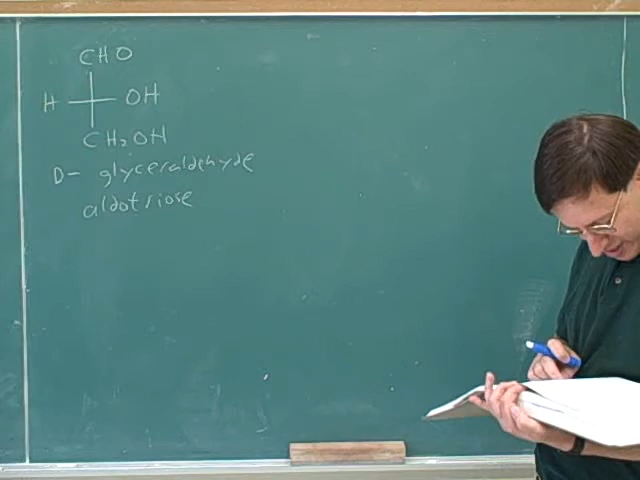 CHO
H OH
CH₂OH
D- glyceraldehyde
aldotriose